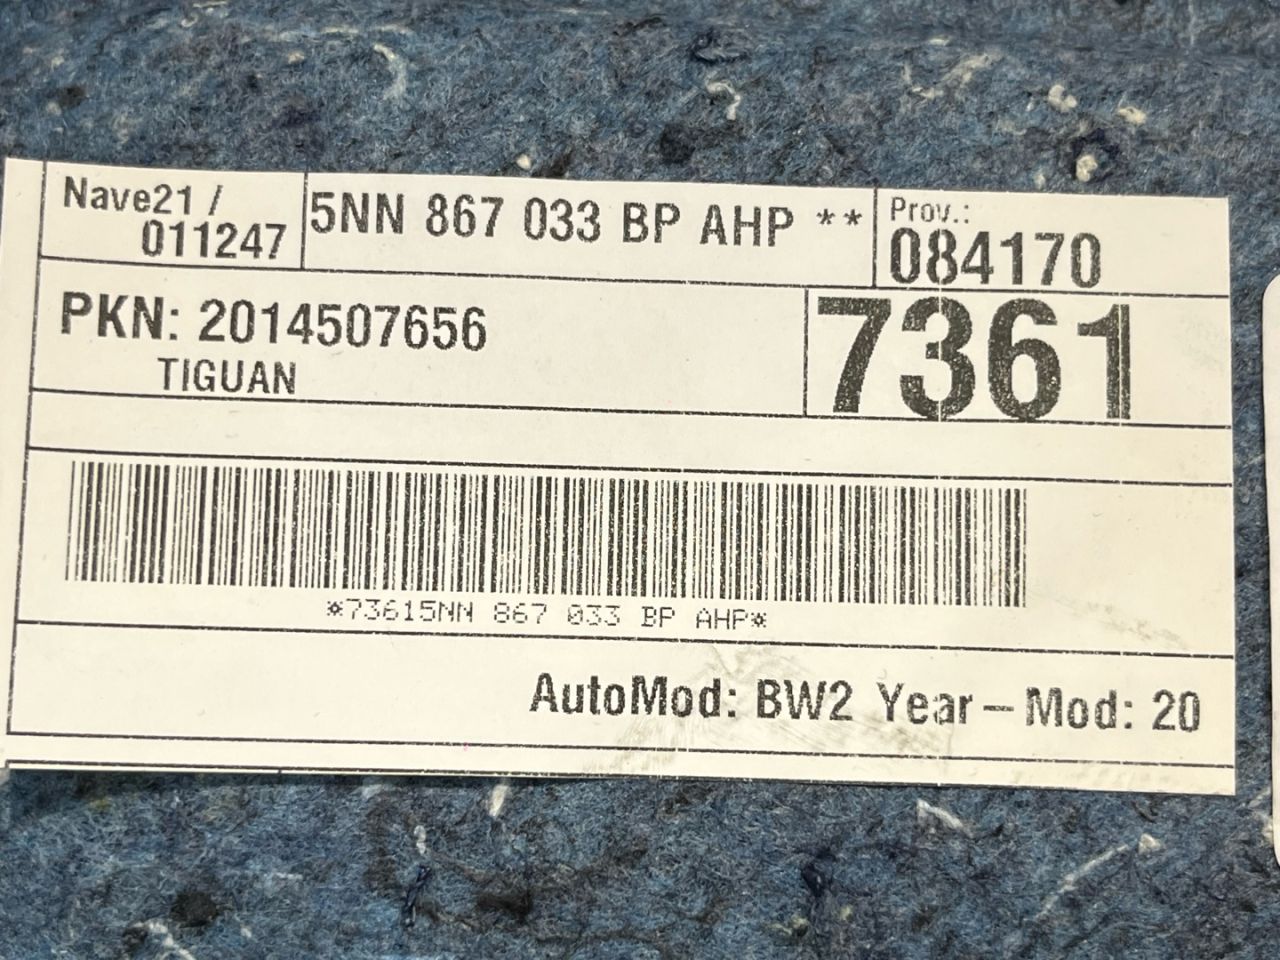 Nave21 /
011247
5NN 867 033 BP AHP **
Prov.:
084170
PKN: 2014507656
TIGUAN
7361
*73615NN 867 033 BP AHP*
AutoMod: BW2 Year-Mod: 20